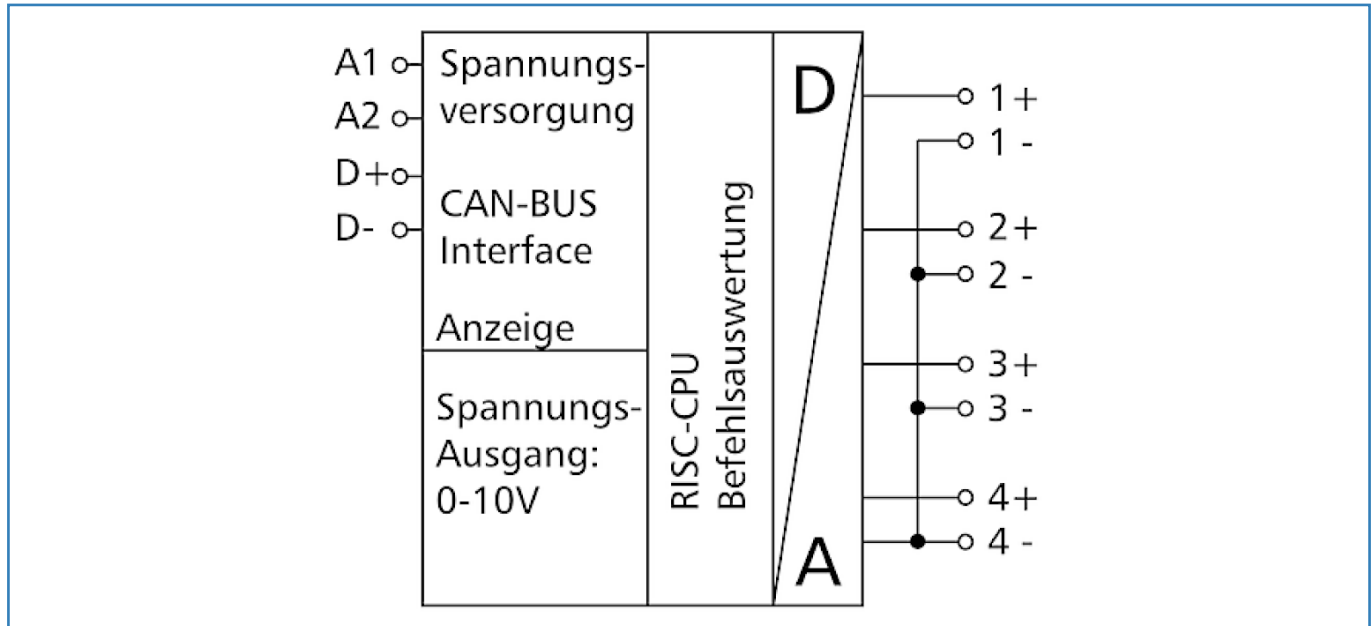 A1
A2
D+
D-
Spannungs-
versorgung
CAN-BUS
Interface
Anzeige
Spannungs-
Ausgang:
0-10V
RISC-CPU
Befehlsauswertung
D
A
1+
1 -
2+
2 -
3+
3 -
4+
4 -